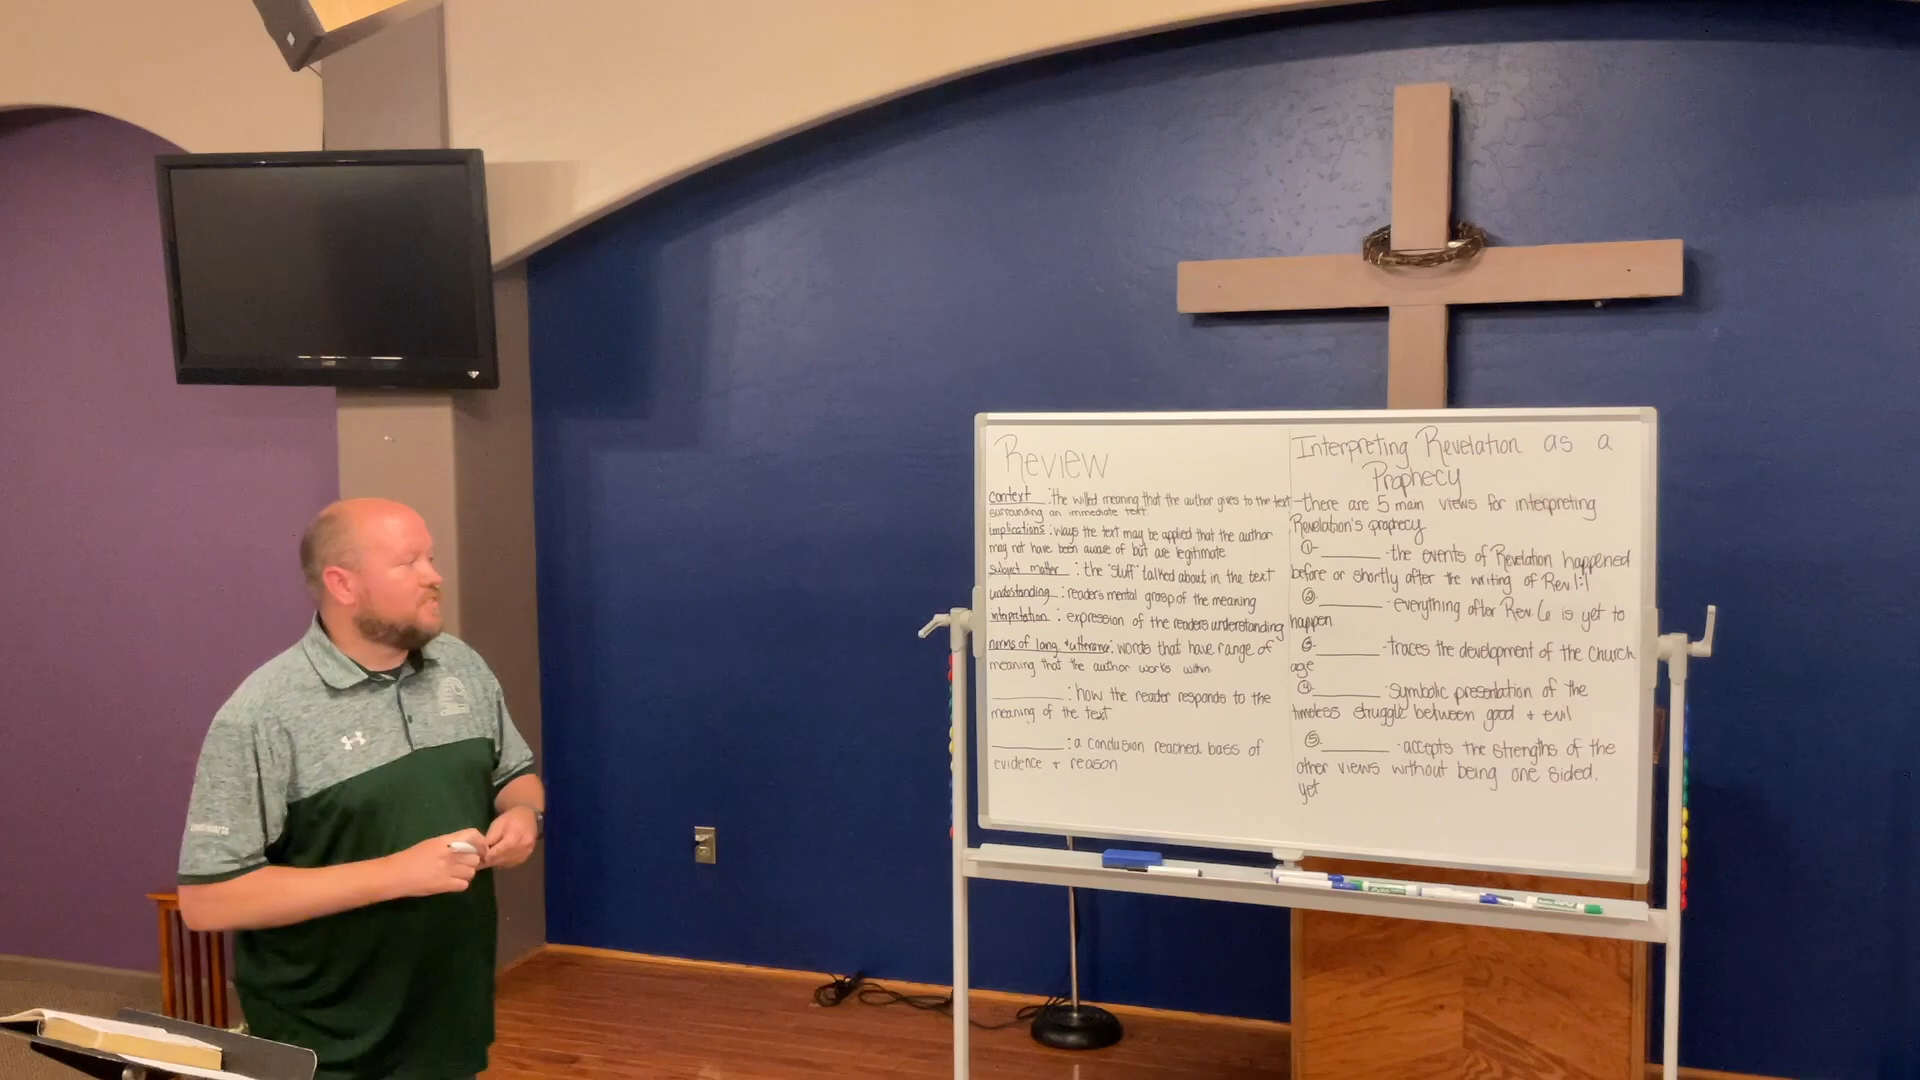 Review
context : the willed meaning that the author gives to the text
surrounding an immediate text
implications : ways the text may be applied that the author
may not have been aware of but are legitimate
subject matter : the "stuff" talked about in the text
: reader's mental grasp of the meaning
: expression of the readers understanding
norms of lang. : words that have range of
meaning that the author works within
______ : how the reader responds to the
meaning of the text
______ : a conclusion reached bass of
evidence + reason
Interpreting Revelation as a
Prophecy
-there are 5 main views for interpreting
Revelation's prophecy
① ______ -the events of Revelation happened
before or shortly after the writing of Rev 1:1
② ______ -everything after Rev. 6 is yet to
happen
③ ______ -traces the development of the church
age
④ ______ -symbolic presentation of the
timeless struggle between good + evil
⑤ ______ -accepts the strengths of the
other views without being one sided.
yet